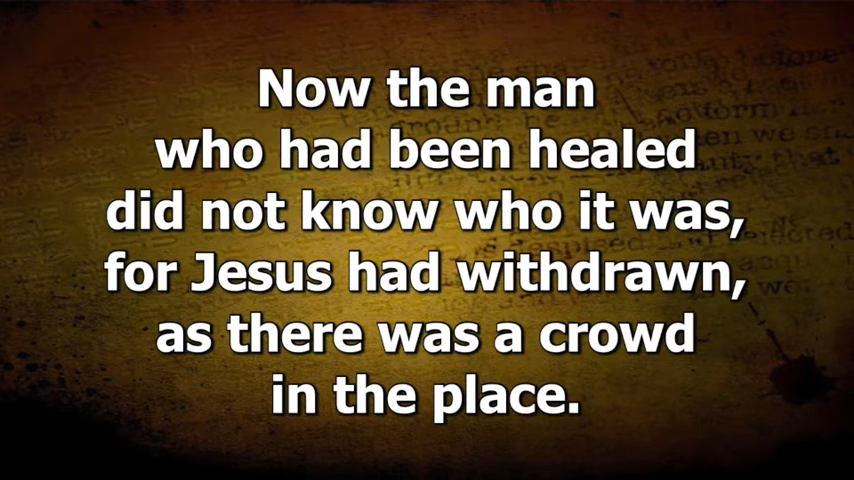 Now the man
who had been healed
did not know who it was,
for Jesus had withdrawn,
as there was a crowd
in the place.